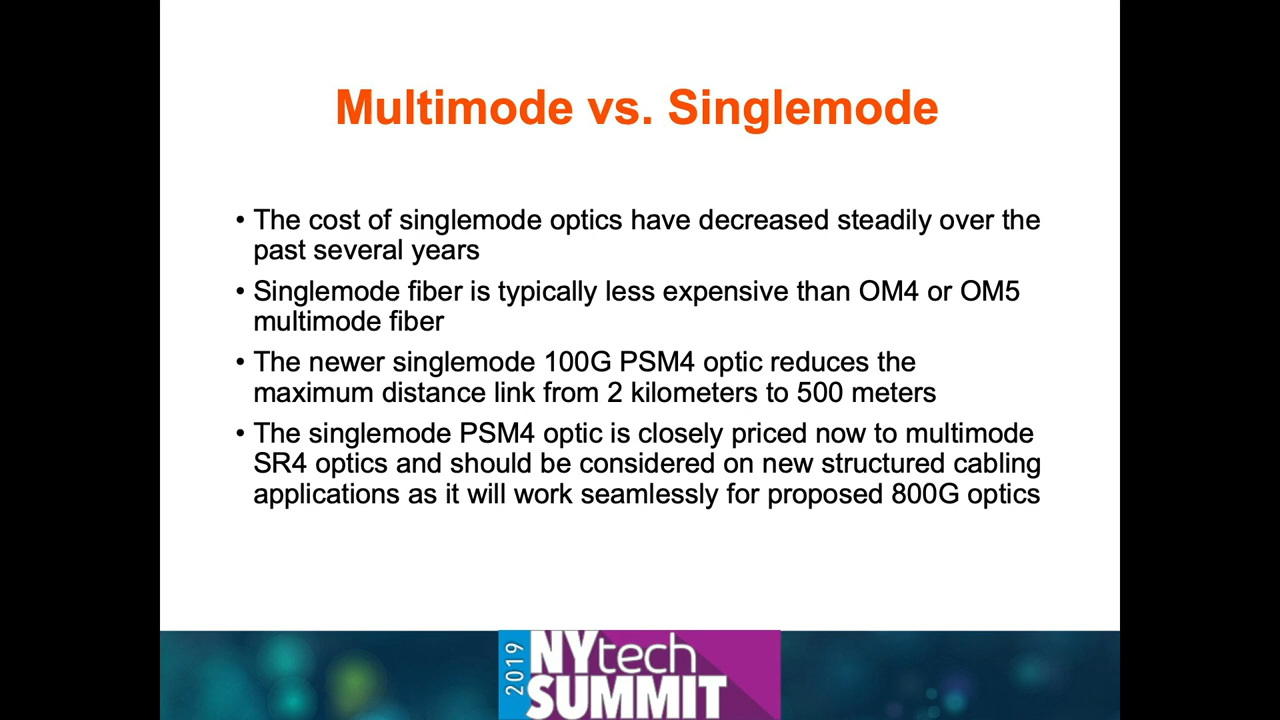 Multimode vs. Singlemode
• The cost of singlemode optics have decreased steadily over the
past several years
• Singlemode fiber is typically less expensive than OM4 or OM5
multimode fiber
• The newer singlemode 100G PSM4 optic reduces the
maximum distance link from 2 kilometers to 500 meters
• The singlemode PSM4 optic is closely priced now to multimode
SR4 optics and should be considered on new structured cabling
applications as it will work seamlessly for proposed 800G optics
2019
NYtech
SUMMIT